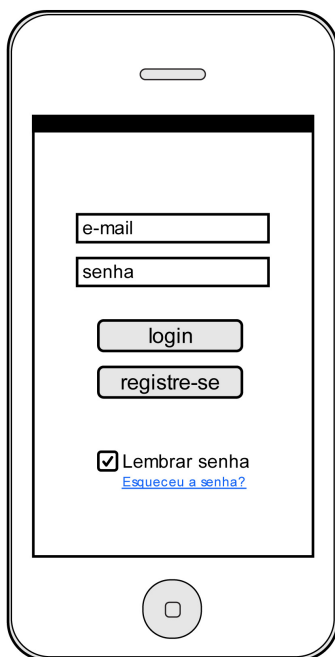 e-mail
senha
login
registre-se
Lembrar senha
Esqueceu a senha?